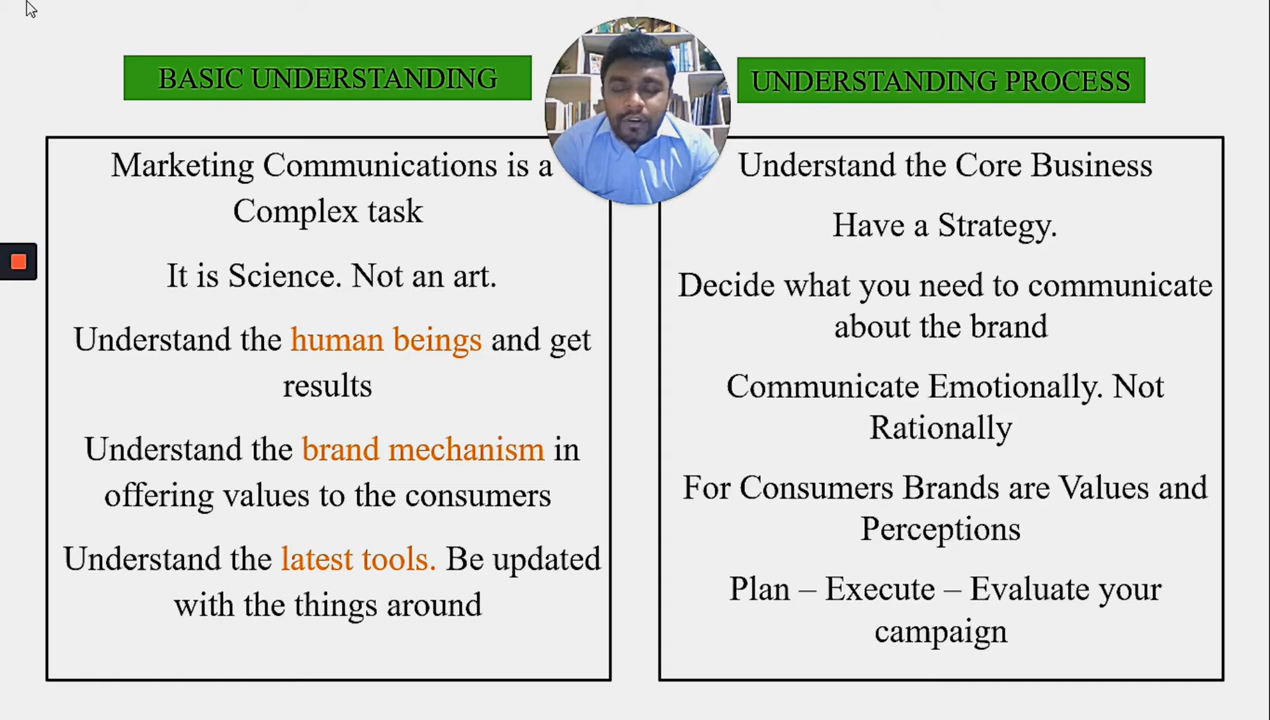 BASIC UNDERSTANDING
Marketing Communications is a
Complex task
It is Science. Not an art.
Understand the human beings and get
results
Understand the brand mechanism in
offering values to the consumers
Understand the latest tools. Be updated
with the things around
UNDERSTANDING PROCESS
Understand the Core Business
Have a Strategy.
Decide what you need to communicate
about the brand
Communicate Emotionally. Not
Rationally
For Consumers Brands are Values and
Perceptions
Plan – Execute – Evaluate your
campaign